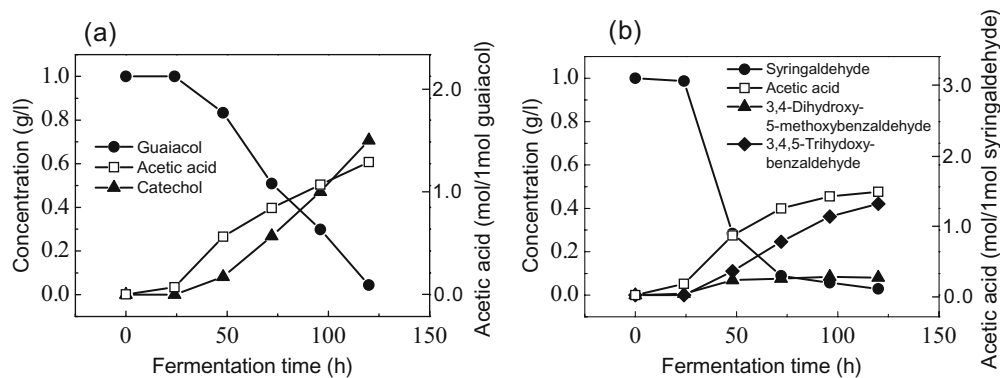 (a)
Concentration (g/l)
1.0
0.8
0.6
0.4
0.2
0.0
Guaiacol
Acetic acid
Catechol
2.0
1.0
0.0
Acetic acid (mol/1mol guaiacol)
0 50 100 150
Fermentation time (h)
(b)
Concentration (g/l)
1.0
0.8
0.6
0.4
0.2
0.0
Syringaldehyde
Acetic acid
3,4-Dihydroxy-
5-methoxybenzaldehyde
3,4,5-Trihydoxy-
benzaldehyde
3.0
2.0
1.0
0.0
Acetic acid (mol/1mol syringaldehyde)
0 50 100 150
Fermentation time (h)